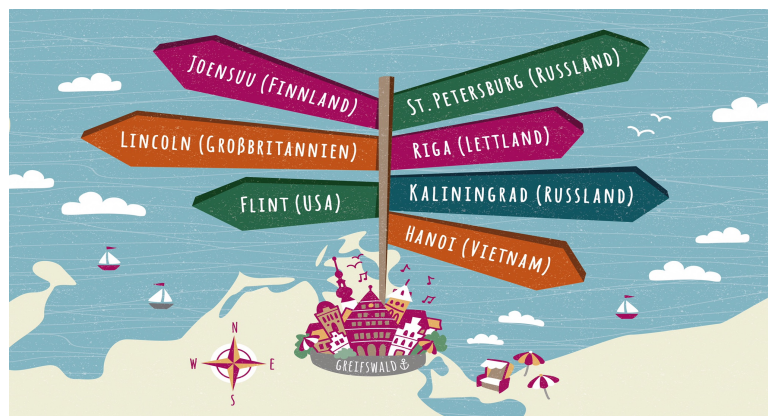 JOENSUU (FINNLAND)
ST. PETERSBURG (RUSSLAND)
LINCOLN (GROßBRITANNIEN)
RIGA (LETTLAND)
FLINT (USA)
KALININGRAD (RUSSLAND)
HANOI (VIETNAM)
N
W E
S
GREIFSWALD